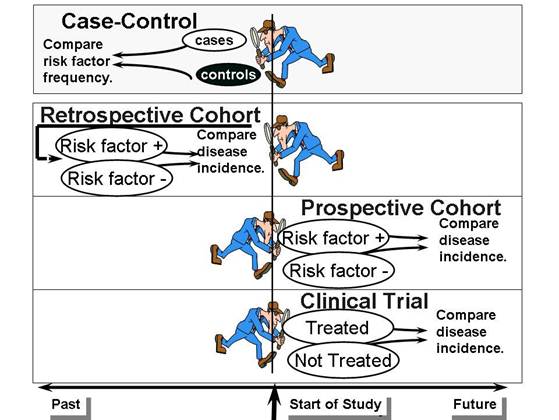 Case-Control
Compare
risk factor
frequency.
cases
controls
Retrospective Cohort
Risk factor +
Risk factor -
Compare
disease
incidence.
Prospective Cohort
Risk factor +
Risk factor -
Compare
disease
incidence.
Clinical Trial
Treated
Not Treated
Compare
disease
incidence.
Past
Start of Study
Future